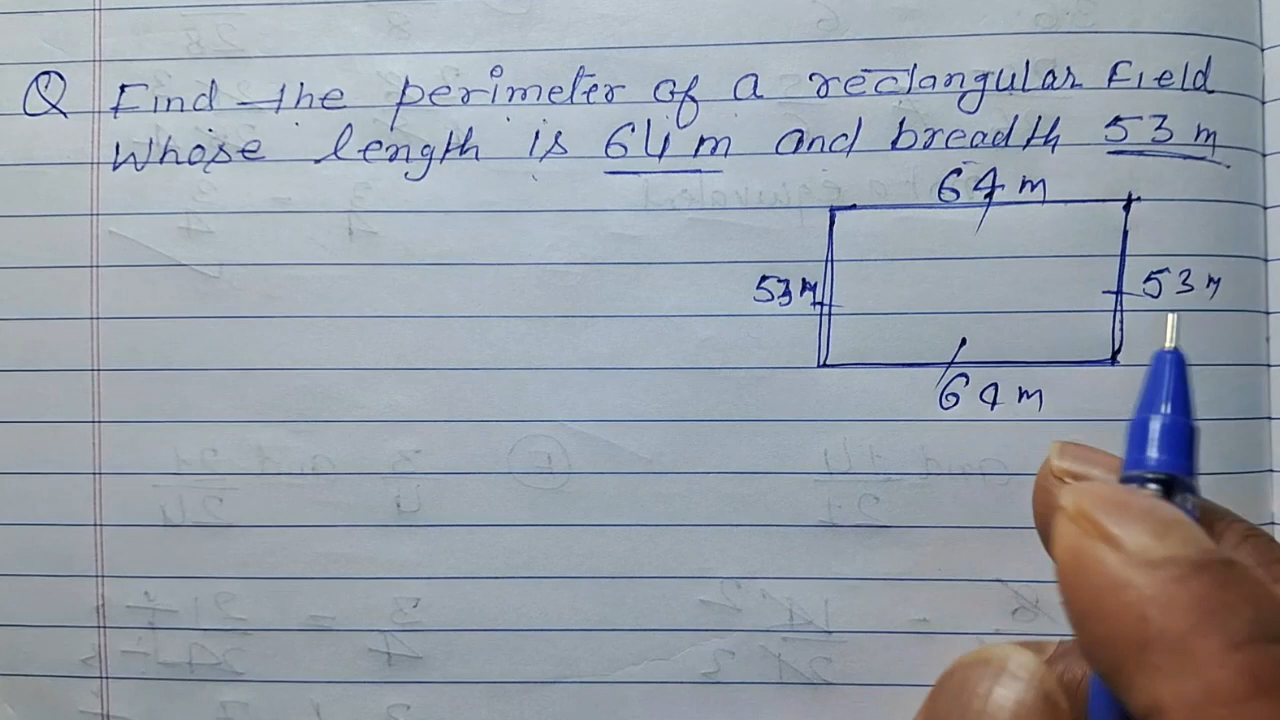 Q Find the perimeter of a rectangular Field
Whose length is 64 m and breadth 53 m
64 m
53 m
53 m
64 m